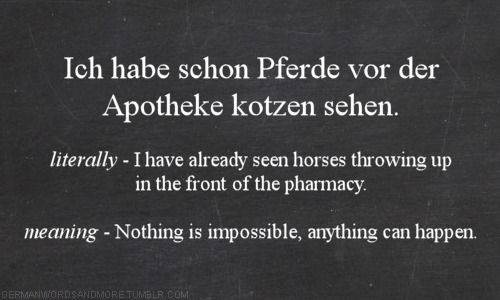 Ich habe schon Pferde vor der
Apotheke kotzen sehen.
literally - I have already seen horses throwing up
in the front of the pharmacy.
meaning - Nothing is impossible, anything can happen.
GERMANWORDSANDMORE.TUMBLR.COM